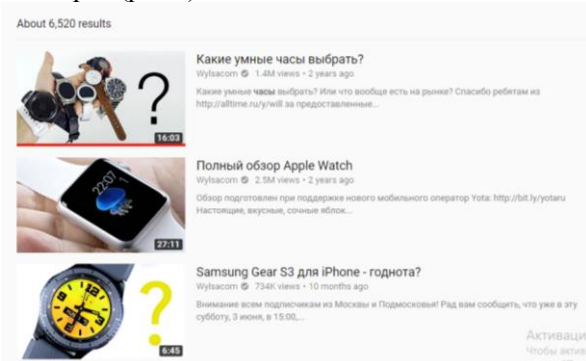 About 6,520 results
Какие умные часы выбрать?
Wylsacom 1.4M views • 2 years ago
Какие умные часы выбрать? Или что вообще есть на рынке? Спасибо ребятам из
http://alltime.ru/y/will за предоставленные...
?
16:03
Полный обзор Apple Watch
Wylsacom 2.5M views • 2 years ago
Обзор подготовлен при поддержке нового мобильного оператор Yota: http://bit.ly/yotaru
Настоящие, вкусные, сочные яблок...
22:07
27:11
Samsung Gear S3 для iPhone - годнота?
Wylsacom 734K views • 10 months ago
Внимание всем подписчикам из Москвы и Подмосковья! Рад вам сообщить, что уже в эту
субботу, 3 июня, в 15:00,...
?
6:45
Активаци
Чтобы актив